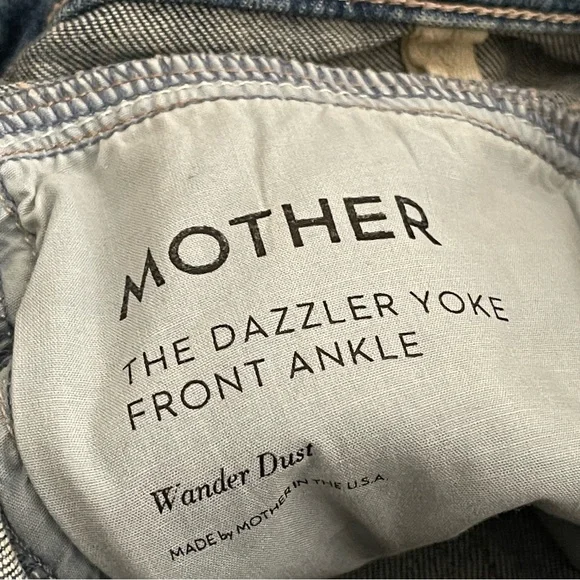 MOTHER
THE DAZZLER YOKE
FRONT ANKLE
Wander Dust
MADE by MOTHER IN THE U.S.A.